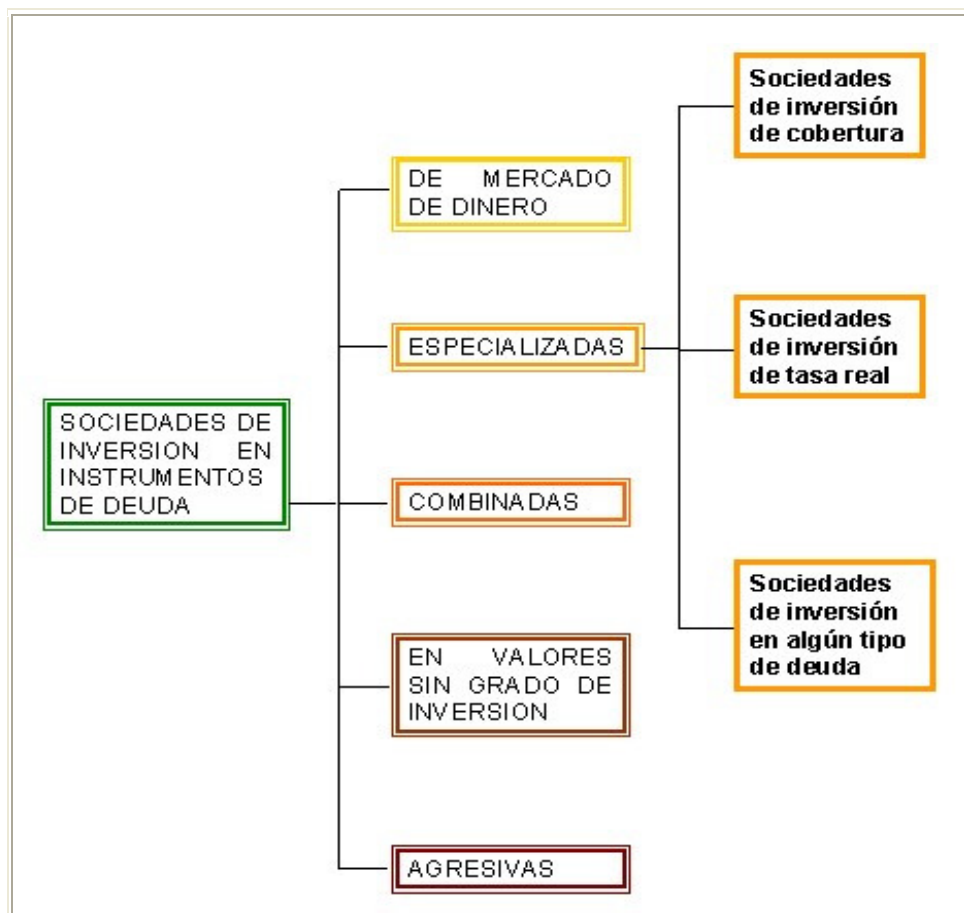 SOCIEDADES DE
INVERSION EN
INSTRUMENTOS
DE DEUDA
DE MERCADO
DE DINERO
ESPECIALIZADAS
COMBINADAS
EN VALORES
SIN GRADO DE
INVERSION
AGRESIVAS
Sociedades
de inversión
de cobertura
Sociedades
de inversión
de tasa real
Sociedades
de inversión
en algún tipo
de deuda